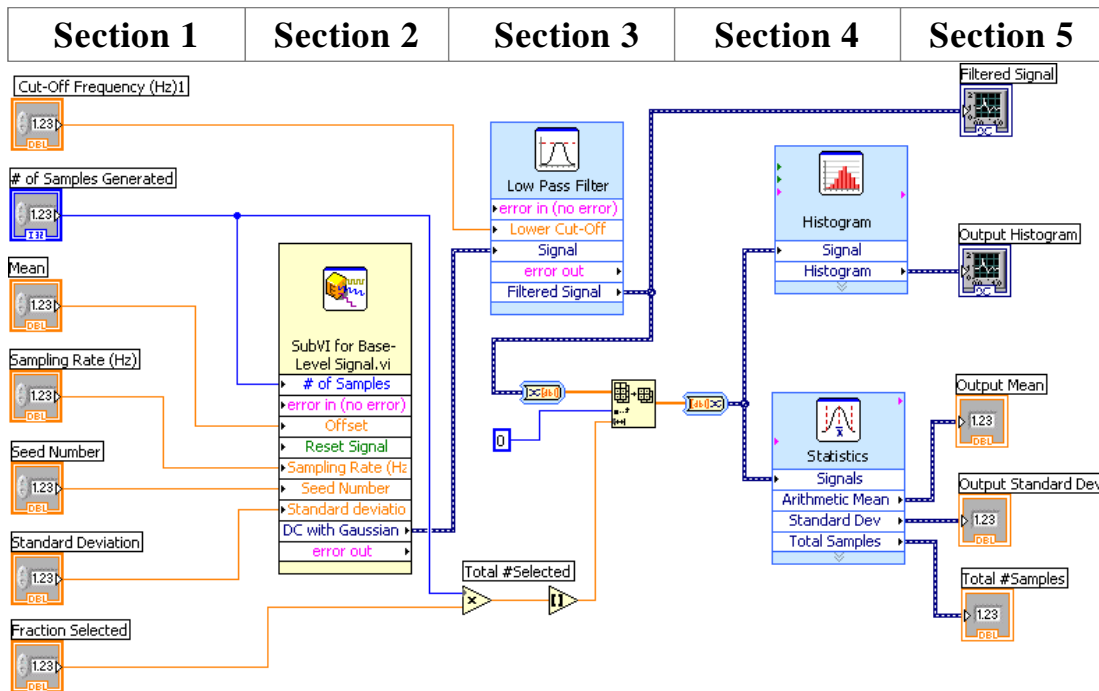 Section 1 Section 2 Section 3 Section 4 Section 5
Cut-Off Frequency (Hz)1
1.23
DBL
# of Samples Generated
1.23
I32
Mean
1.23
DBL
Sampling Rate (Hz)
1.23
DBL
Seed Number
1.23
DBL
Standard Deviation
1.23
DBL
Fraction Selected
1.23
DBL
SubVI for Base-
Level Signal.vi
# of Samples
error in (no error)
Offset
Reset Signal
Sampling Rate (Hz
Seed Number
Standard deviatio
DC with Gaussian
error out
Low Pass Filter
error in (no error)
Lower Cut-Off
Signal
error out
Filtered Signal
[dbl]
0
[dbl]
Total #Selected
x
[ ]
Histogram
Signal
Histogram
Statistics
Signals
Arithmetic Mean
Standard Dev
Total Samples
Filtered Signal
Output Histogram
Output Mean
1.23
DBL
Output Standard Dev
1.23
DBL
Total #Samples
1.23
DBL